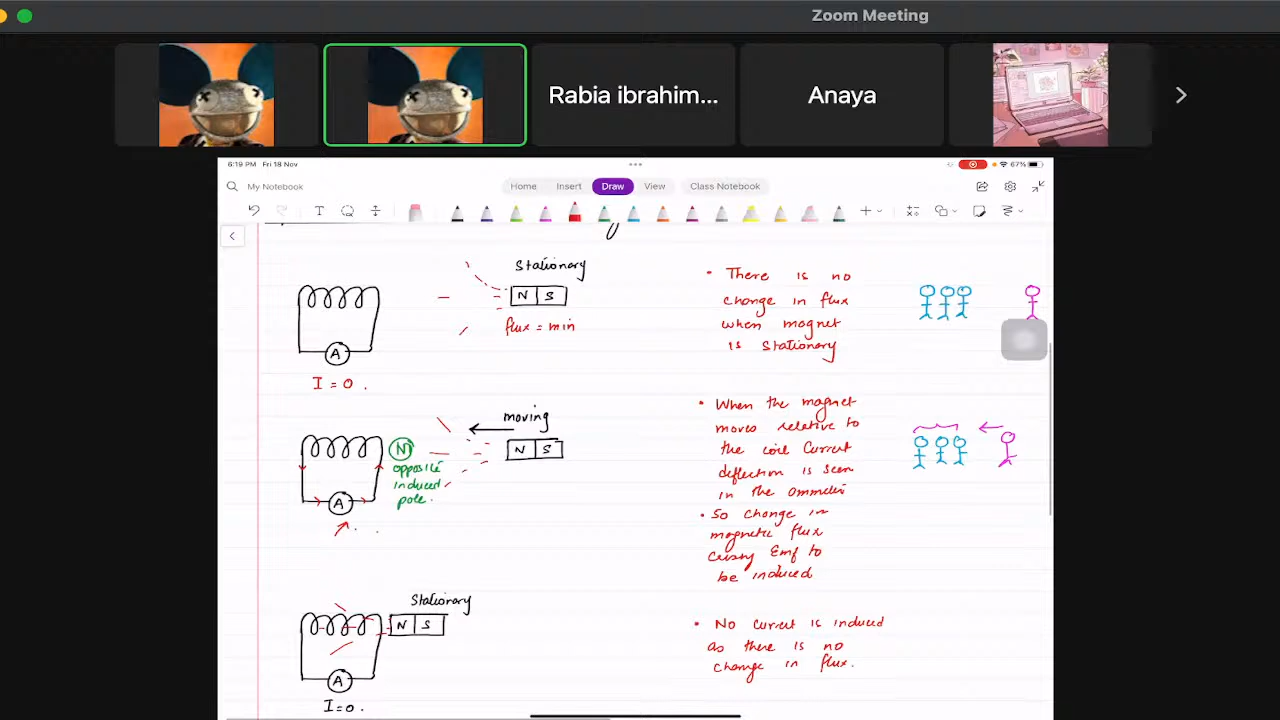 Zoom Meeting
Rabia ibrahim...
Anaya
6:19 PM Fri 18 Nov
67%
My Notebook
Home Insert Draw View Class Notebook
Stationary
N S
flux = min
A
I = 0 .
• There is no
change in flux
when magnet
is stationary
moving
N S
N
opposite
induced
pole.
A
• When the magnet
moves relative to
the coil Current
deflection is seen
in the
• So change in
magnetic flux
Emf to
be induced
Stationary
N S
A
I=0.
• No current is induced
as there is no
change in flux.